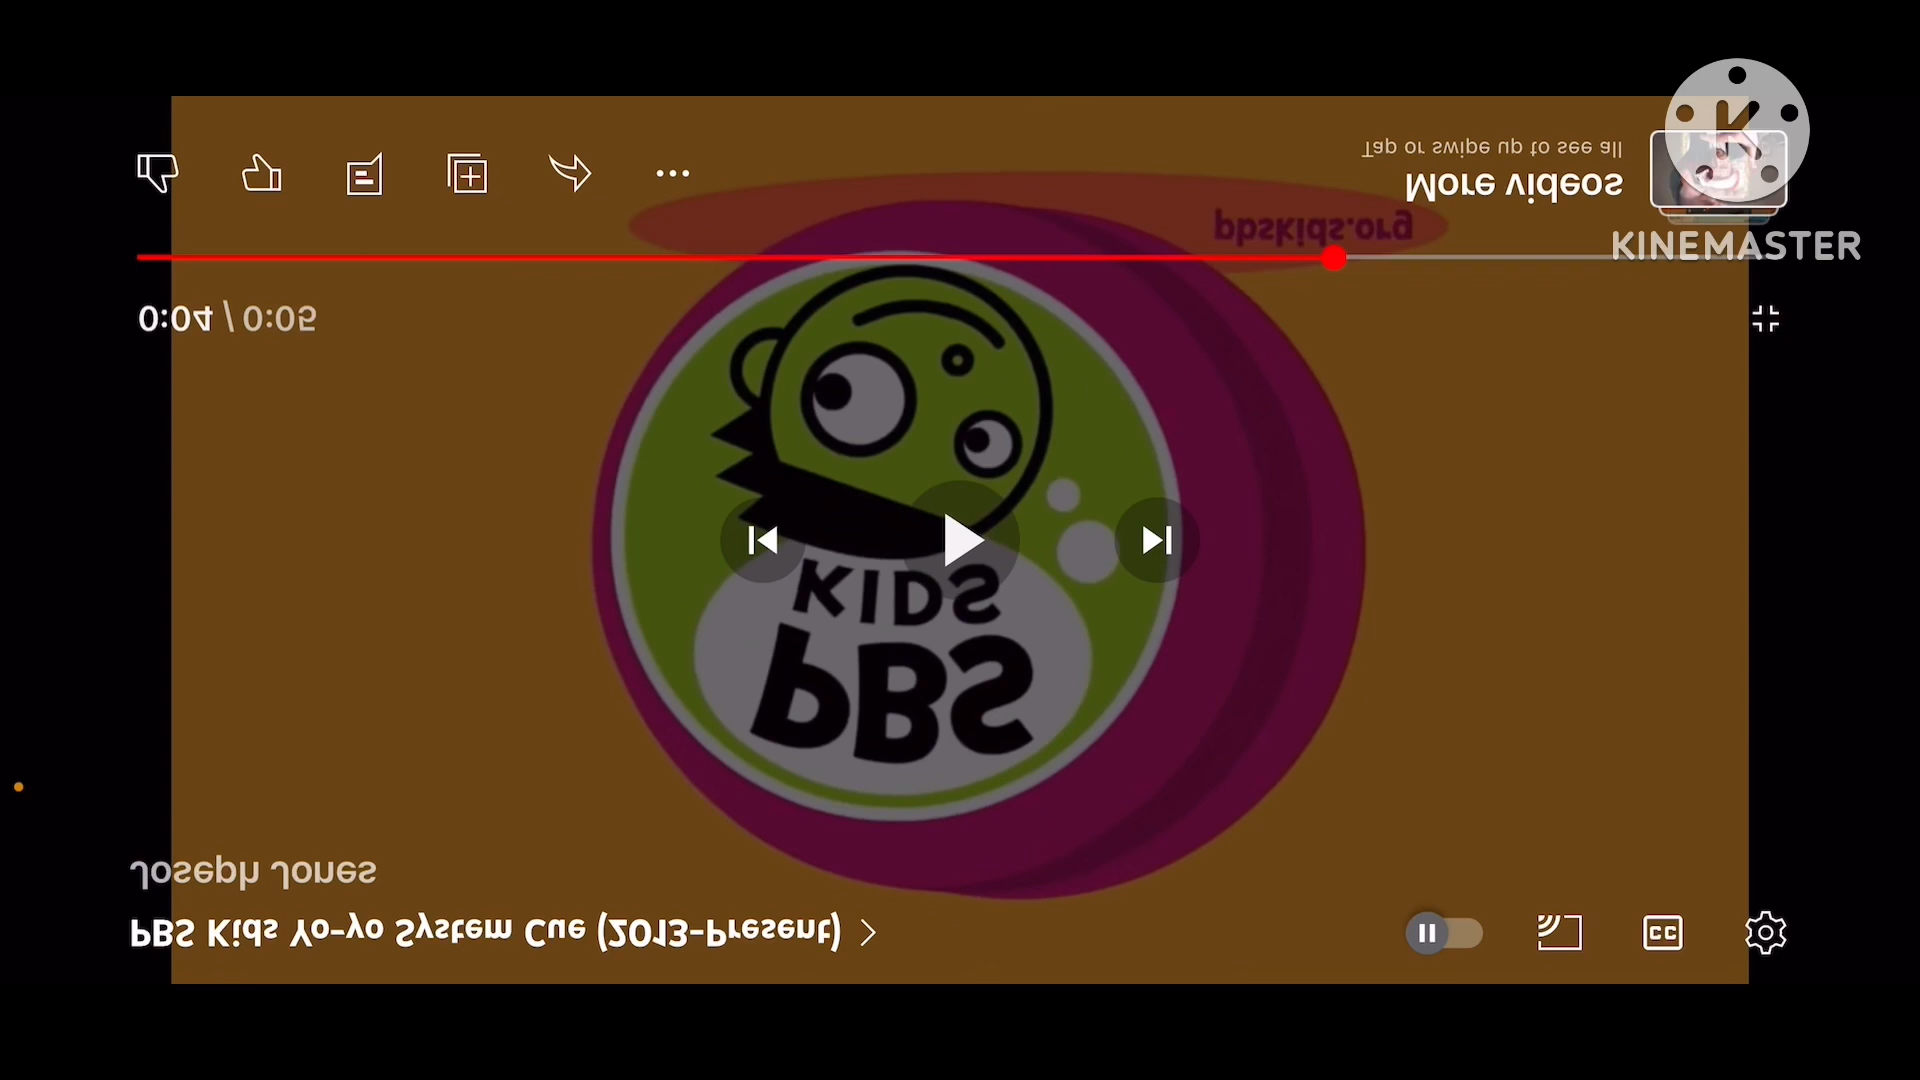 Tap or swipe up to see all
More videos
pbskids.org
KINEMASTER
0:04 / 0:05
KIDS
PBS
Joseph Jones
PBS Kids Yo-yo System Cue (2013-Present)
CC